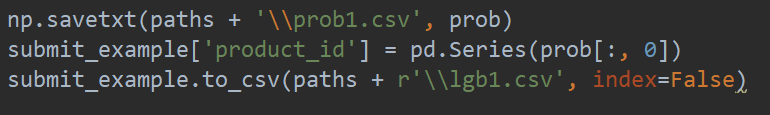 np.savetxt(paths + '\\prob1.csv', prob)
submit_example['product_id'] = pd.Series(prob[:, 0])
submit_example.to_csv(paths + r'\\lgb1.csv', index=False)